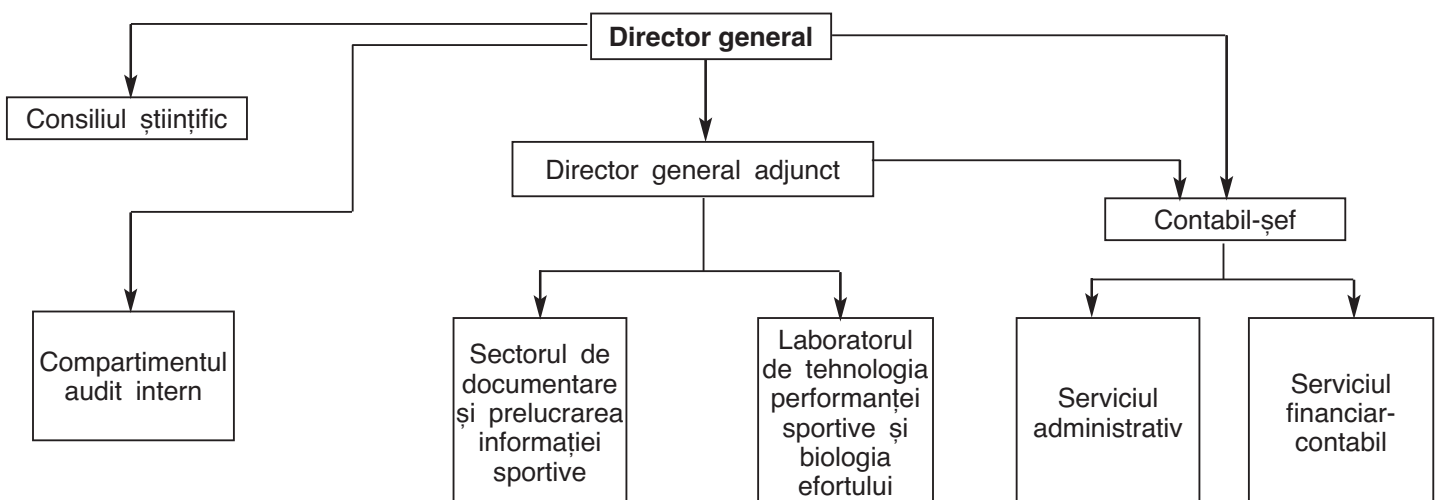 Director general
Consiliul științific
Director general adjunct
Contabil-șef
Compartimentul
audit intern
Sectorul de
documentare
și prelucrarea
informației
sportive
Laboratorul
de tehnologia
performanței
sportive și
biologia
efortului
Serviciul
administrativ
Serviciul
financiar-
contabil